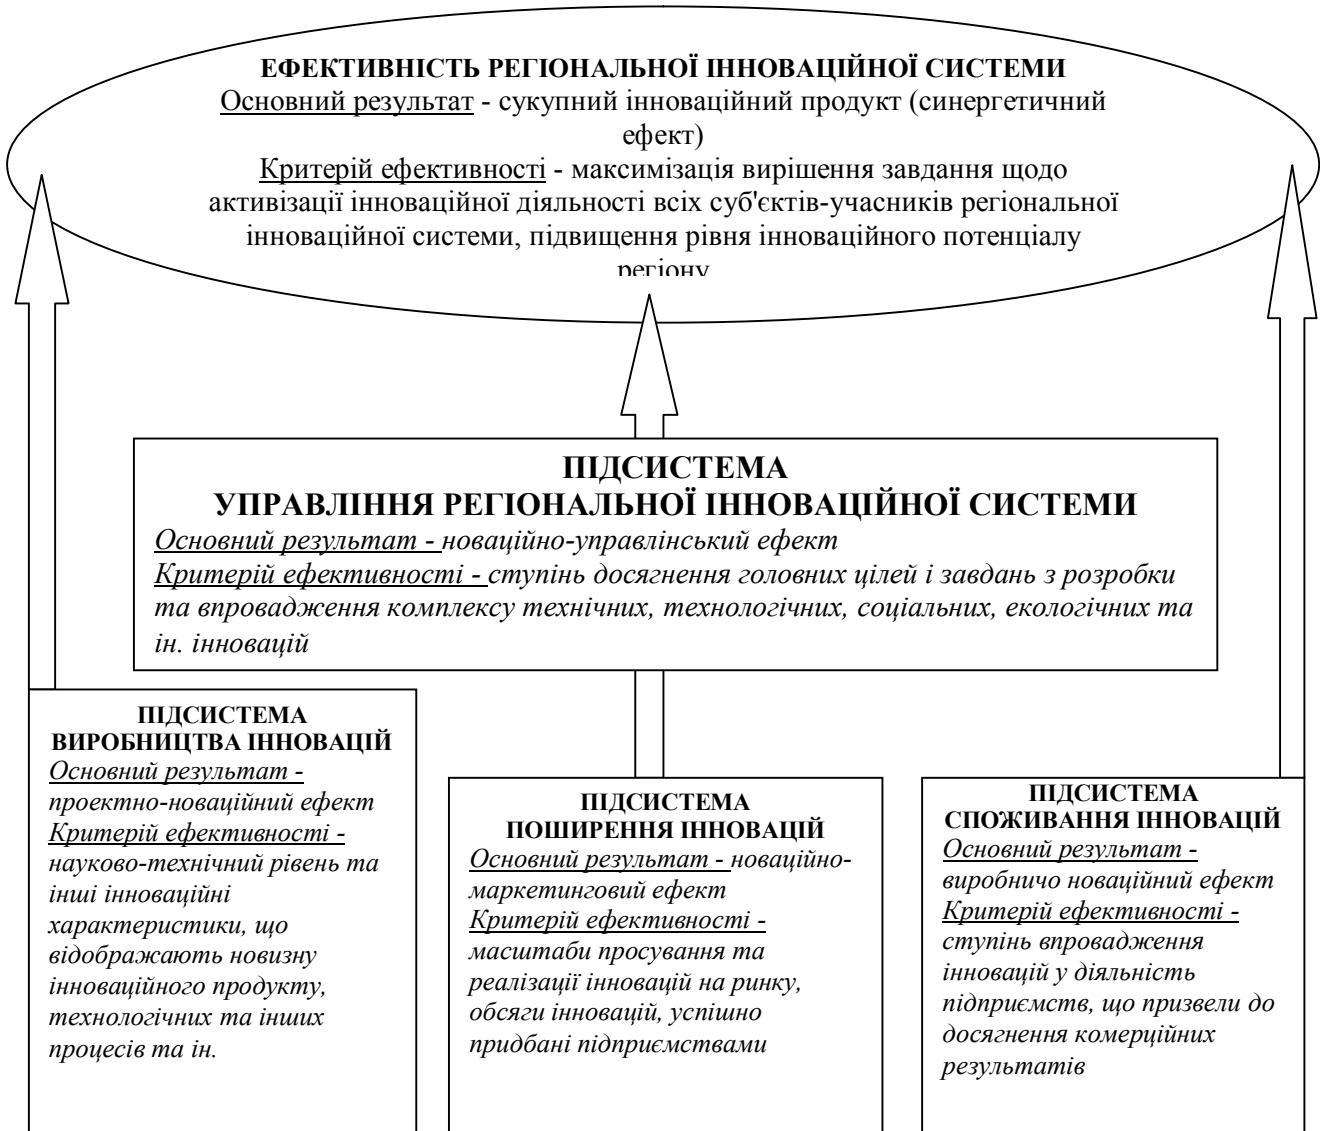 ЕФЕКТИВНІСТЬ РЕГІОНАЛЬНОЇ ІННОВАЦІЙНОЇ СИСТЕМИ
Основний результат - сукупний інноваційний продукт (синергетичний
ефект)
Критерій ефективності - максимізація вирішення завдання щодо
активізації інноваційної діяльності всіх суб'єктів-учасників регіональної
інноваційної системи, підвищення рівня інноваційного потенціалу
регіону
ПІДСИСТЕМА
УПРАВЛІННЯ РЕГІОНАЛЬНОЇ ІННОВАЦІЙНОЇ СИСТЕМИ
Основний результат - новаційно-управлінський ефект
Критерій ефективності - ступінь досягнення головних цілей і завдань з розробки
та впровадження комплексу технічних, технологічних, соціальних, екологічних та
ін. інновацій
ПІДСИСТЕМА
ВИРОБНИЦТВА ІННОВАЦІЙ
Основний результат -
проектно-новаційний ефект
Критерій ефективності -
науково-технічний рівень та
інші інноваційні
характеристики, що
відображають новизну
інноваційного продукту,
технологічних та інших
процесів та ін.
ПІДСИСТЕМА
ПОШИРЕННЯ ІННОВАЦІЙ
Основний результат - новаційно-
маркетинговий ефект
Критерій ефективності -
масштаби просування та
реалізації інновацій на ринку,
обсяги інновацій, успішно
придбані підприємствами
ПІДСИСТЕМА
СПОЖИВАННЯ ІННОВАЦІЙ
Основний результат -
виробничо новаційний ефект
Критерій ефективності -
ступінь впровадження
інновацій у діяльність
підприємств, що призвели до
досягнення комерційних
результатів